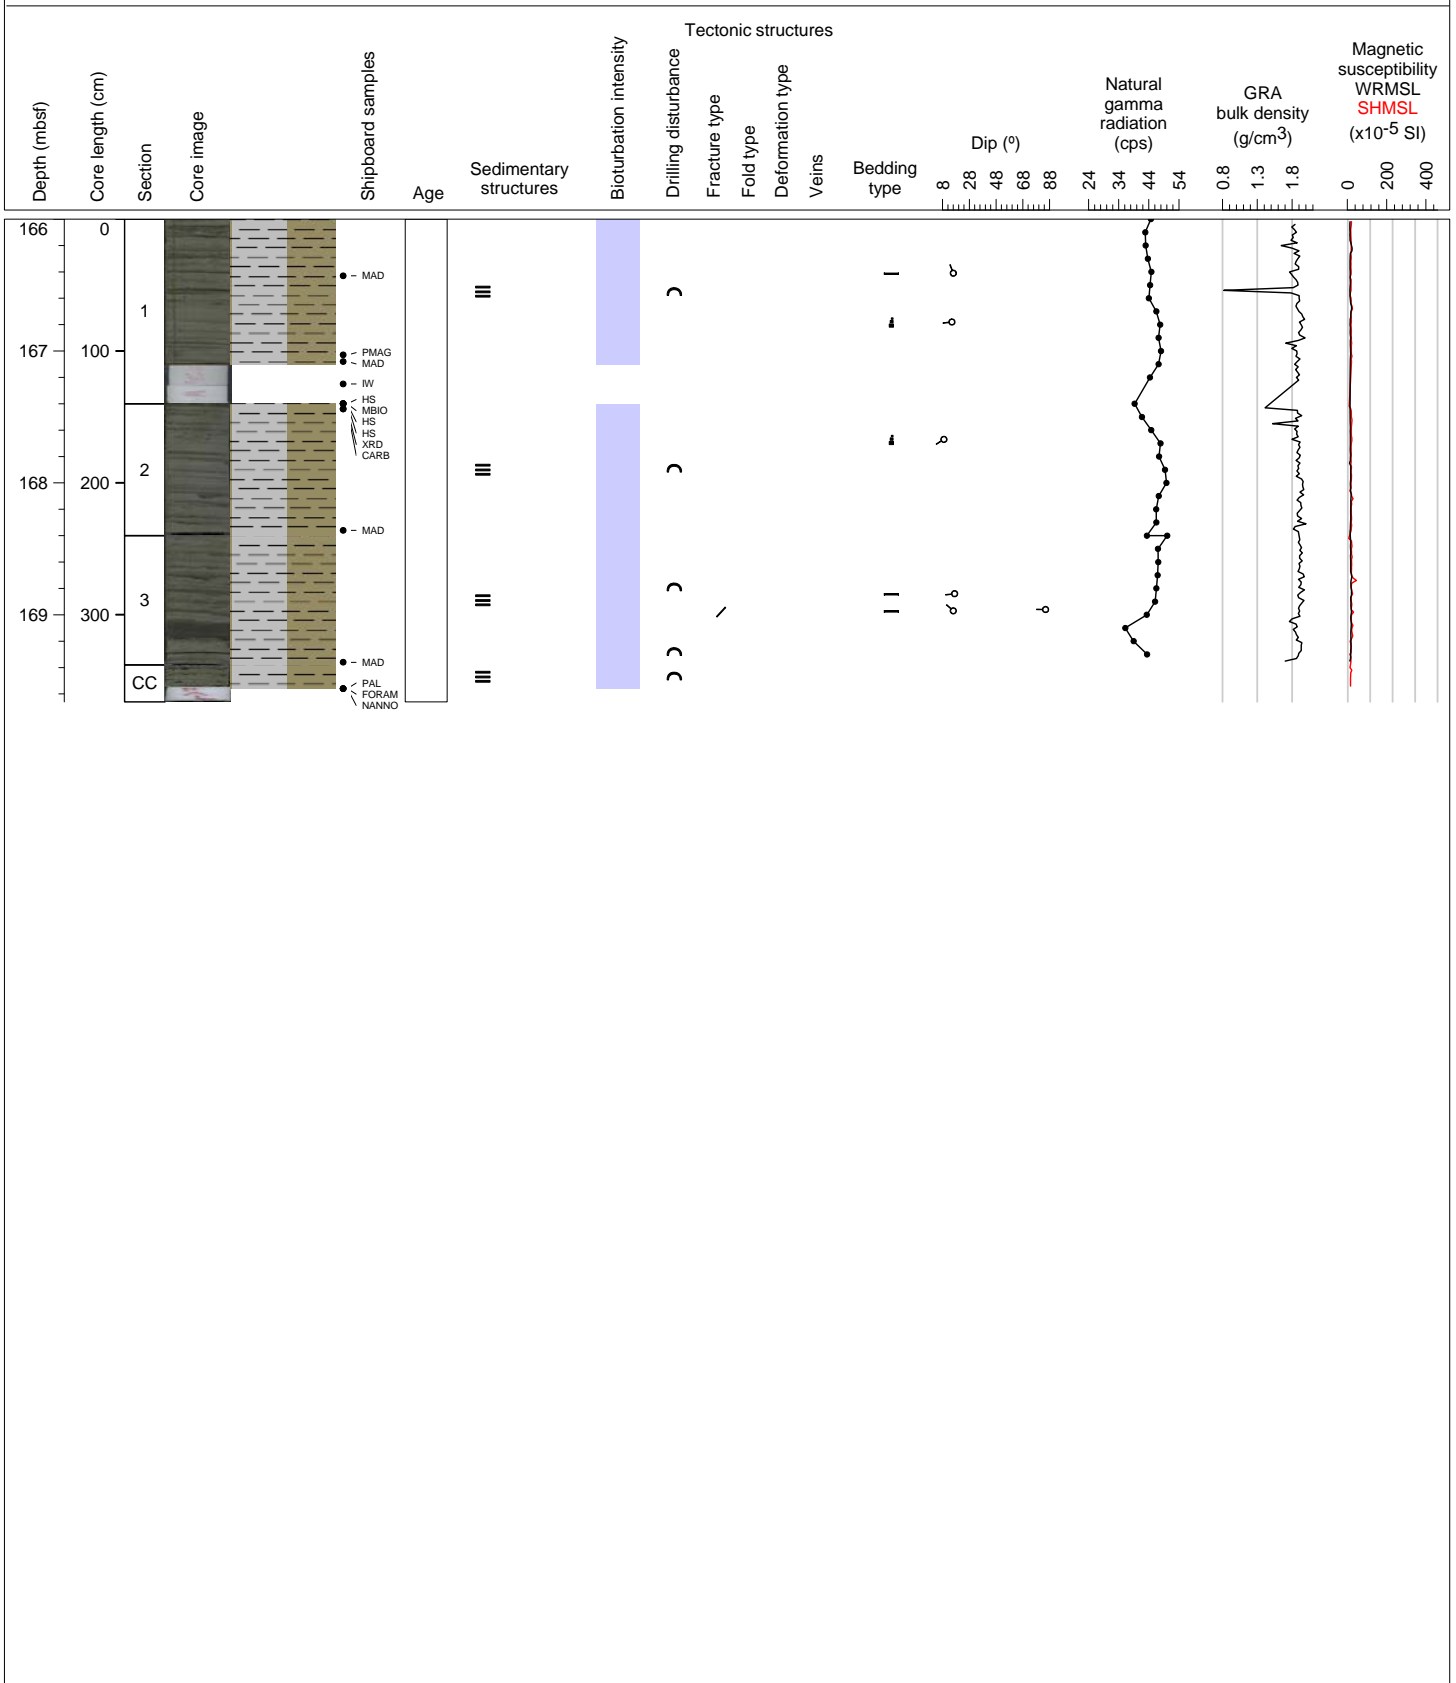 Tectonic structures
Depth (mbsf)
Core length (cm)
Section
Core image
Shipboard samples
Age
Sedimentary
structures
Bioturbation intensity
Drilling disturbance
Fracture type
Fold type
Deformation type
Veins
Bedding
type
Dip (º)
8 28 48 68 88
Natural
gamma
radiation
(cps)
24 34 44 54
GRA
bulk density
(g/cm3)
0.8 1.3 1.8
Magnetic
susceptibility
WRMSL
SHMSL
(x10-5 SI)
0 200 400
166 0
MAD
1
167 100
PMAG
MAD
IW
HS
MBIO
HS
HS
XRD
CARB
2
168 200
MAD
3
169 300
MAD
CC
PAL
FORAM
NANNO